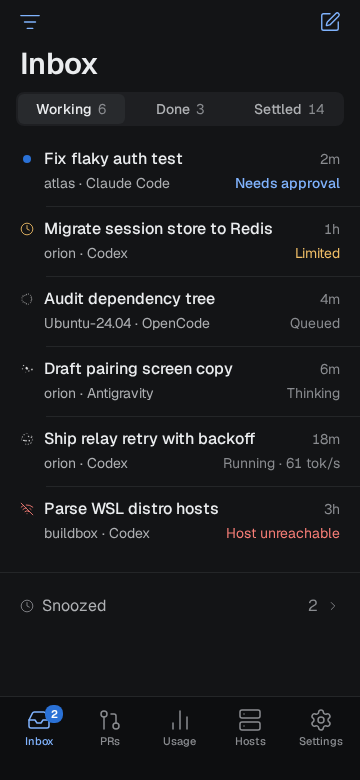 Inbox
Working 6 Done 3 Settled 14
Fix flaky auth test 2m
atlas · Claude Code Needs approval
Migrate session store to Redis 1h
orion · Codex Limited
Audit dependency tree 4m
Ubuntu-24.04 · OpenCode Queued
Draft pairing screen copy 6m
orion · Antigravity Thinking
Ship relay retry with backoff 18m
orion · Codex Running · 61 tok/s
Parse WSL distro hosts 3h
buildbox · Codex Host unreachable
Snoozed 2
2
Inbox PRs Usage Hosts Settings